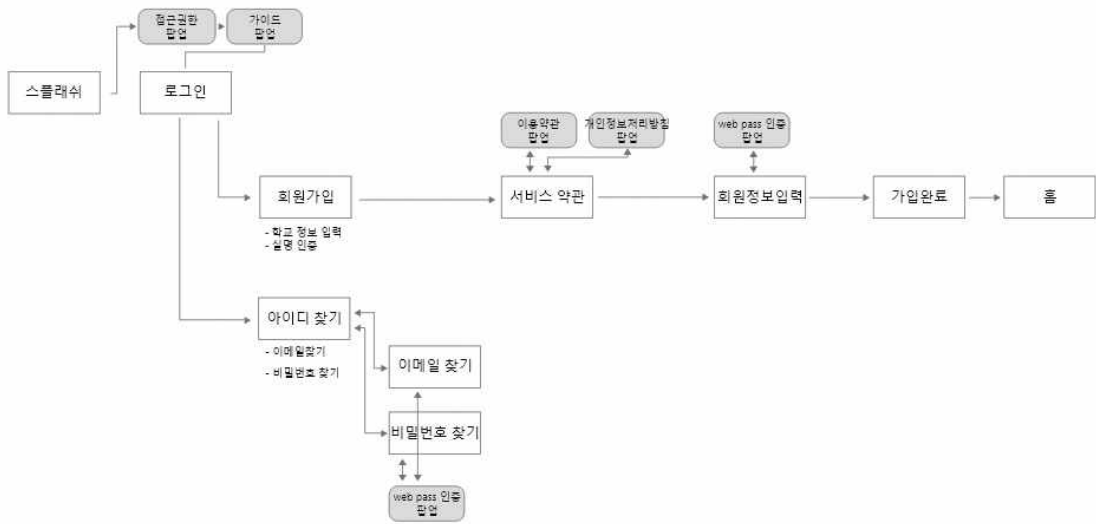 접근권한
팝업
가이드
팝업
스플래쉬
로그인
이용약관
팝업
개인정보처리방침
팝업
web pass 인증
팝업
회원가입
서비스 약관
회원정보입력
가입완료
홈
- 학교 정보 입력
- 실명 인증
아이디 찾기
- 이메일찾기
- 비밀번호 찾기
이메일 찾기
비밀번호 찾기
web pass 인증
팝업